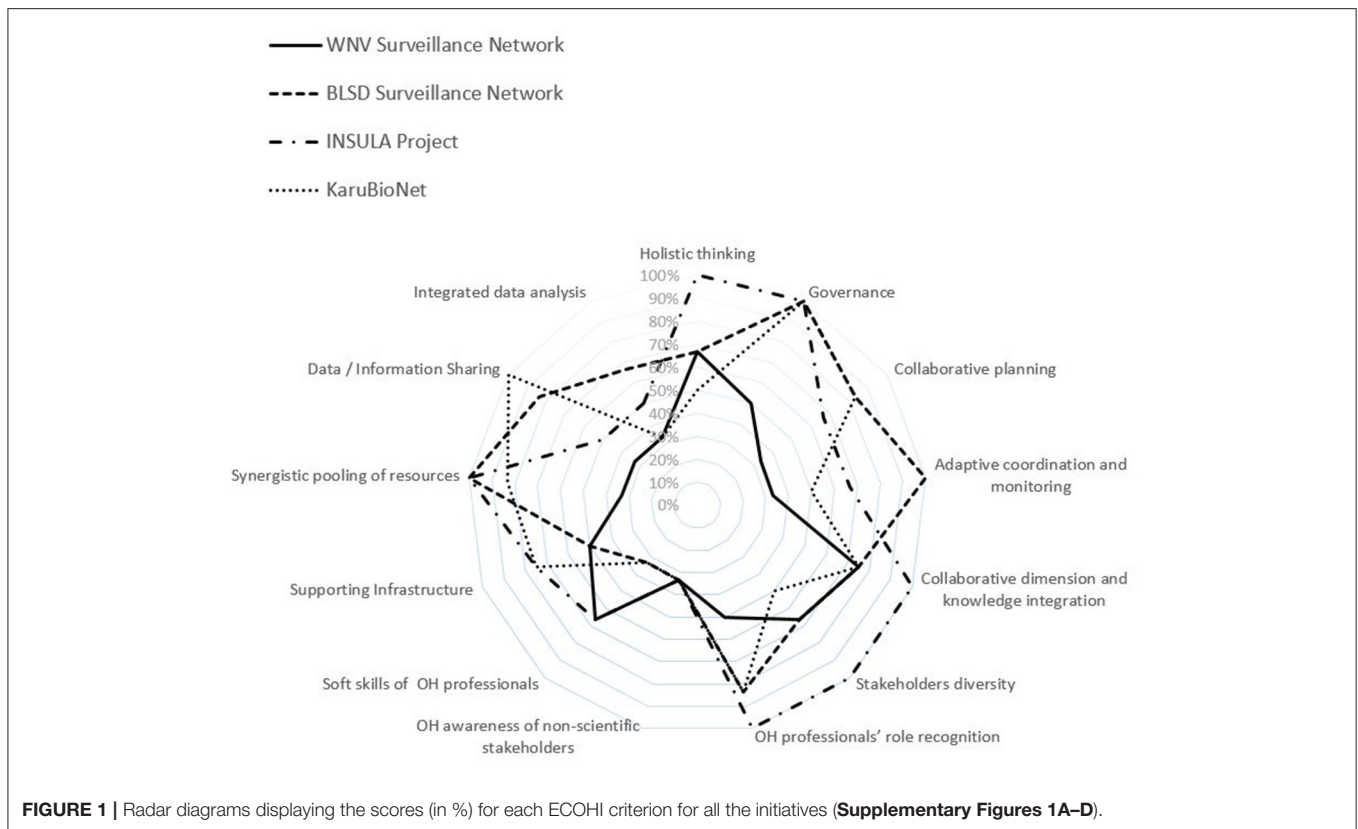 WNV Surveillance Network
BLSD Surveillance Network
INSULA Project
KaruBioNet
Holistic thinking
100%
90%
80%
70%
60%
50%
40%
30%
20%
10%
0%
Governance
Collaborative planning
Adaptive coordination and
monitoring
Collaborative dimension and
knowledge integration
Stakeholders diversity
OH professionals’ role recognition
OH awareness of non-scientific
stakeholders
Soft skills of OH professionals
Supporting Infrastructure
Synergistic pooling of resources
Data / Information Sharing
Integrated data analysis
FIGURE 1 | Radar diagrams displaying the scores (in %) for each ECOHI criterion for all the initiatives (Supplementary Figures 1A–D).